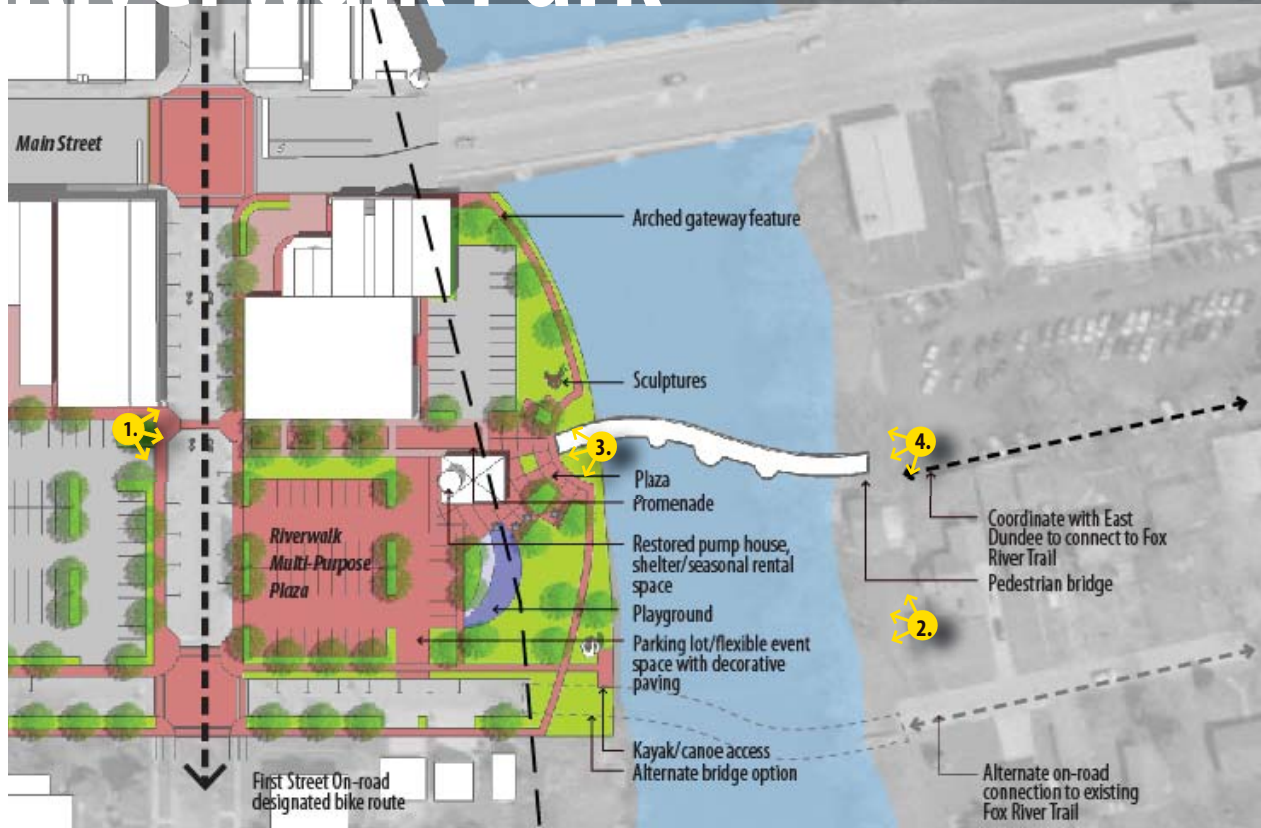 Riverwalk Park
Main Street
Arched gateway feature
Sculptures
1.
3.
4.
Plaza
Promenade
Riverwalk
Multi-Purpose
Plaza
Restored pump house,
shelter/seasonal rental
space
Coordinate with East
Dundee to connect to Fox
River Trail
Pedestrian bridge
Playground
2.
Parking lot/flexible event
space with decorative
paving
Kayak/canoe access
Alternate bridge option
First Street On-road
designated bike route
Alternate on-road
connection to existing
Fox River Trail